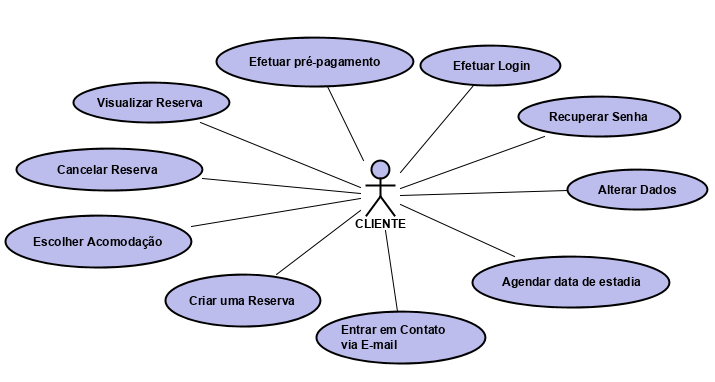 Efetuar pré-pagamento
Efetuar Login
Visualizar Reserva
Recuperar Senha
Cancelar Reserva
Alterar Dados
CLIENTE
Escolher Acomodação
Agendar data de estadia
Criar uma Reserva
Entrar em Contato
via E-mail